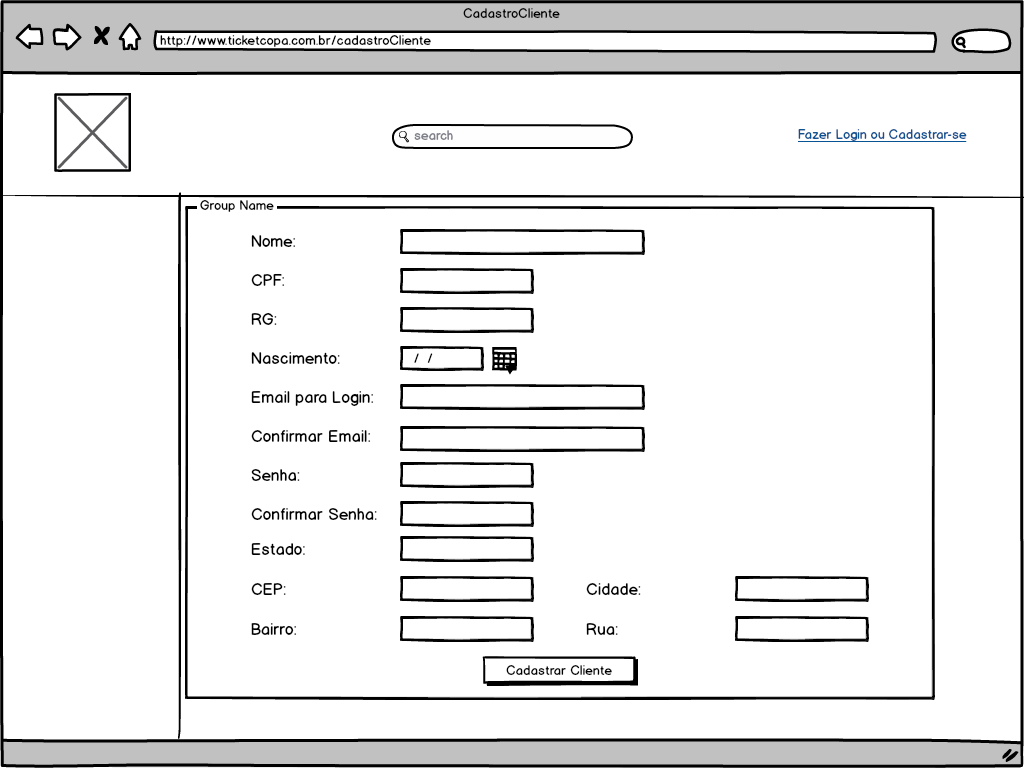 CadastroCliente
http://www.ticketcopa.com.br/cadastroCliente
search
Fazer Login ou Cadastrar-se
Group Name
Nome:
CPF:
RG:
Nascimento: / /
Email para Login:
Confirmar Email:
Senha:
Confirmar Senha:
Estado:
CEP: Cidade:
Bairro: Rua:
Cadastrar Cliente